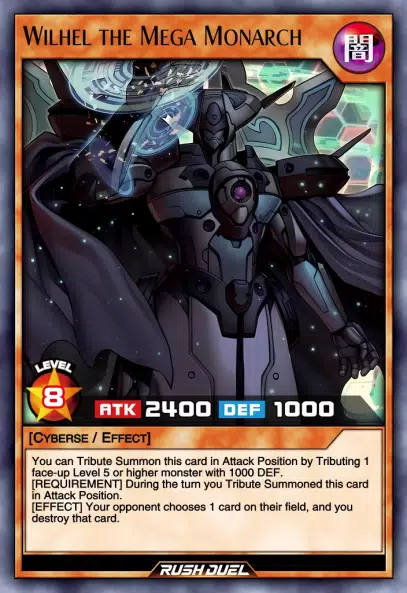 WILHEL THE MEGA MONARCH
闇
LEVEL
8
ATK 2400 DEF 1000
[CYBERSE / EFFECT]
You can Tribute Summon this card in Attack Position by Tributing 1
face-up Level 5 or higher monster with 1000 DEF.
[REQUIREMENT] During the turn you Tribute Summoned this card
in Attack Position.
[EFFECT] Your opponent chooses 1 card on their field, and you
destroy that card.
RUSH DUEL